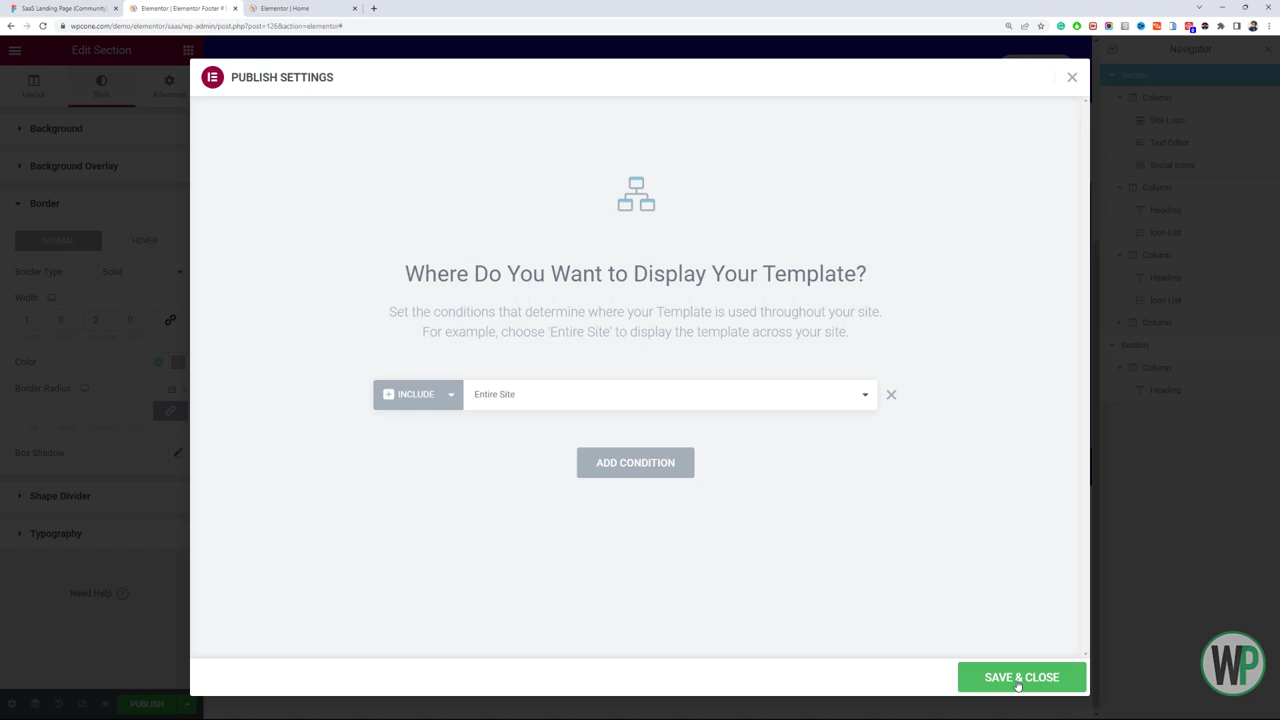 SaaS Landing Page (Community)
Elementor | Elementor Footer #
Elementor | Home
wpcone.com/demo/elementor/saas/wp-admin/post.php?post=126&action=elementor#
Edit Section
Navigator
PUBLISH SETTINGS
Layout
Style
Advanced
Background
Background Overlay
Border
NORMAL
HOVER
Border Type
Solid
Width
1
0
2
0
Color
Border Radius
Box Shadow
Shape Divider
Typography
Need Help
PUBLISH
Where Do You Want to Display Your Template?
Set the conditions that determine where your Template is used throughout your site.
For example, choose 'Entire Site' to display the template across your site.
INCLUDE
Entire Site
ADD CONDITION
SAVE & CLOSE
Section
Column
Site Logo
Text Editor
Social Icons
Column
Heading
Icon List
Column
Heading
Icon List
Column
Section
Column
Heading
WP